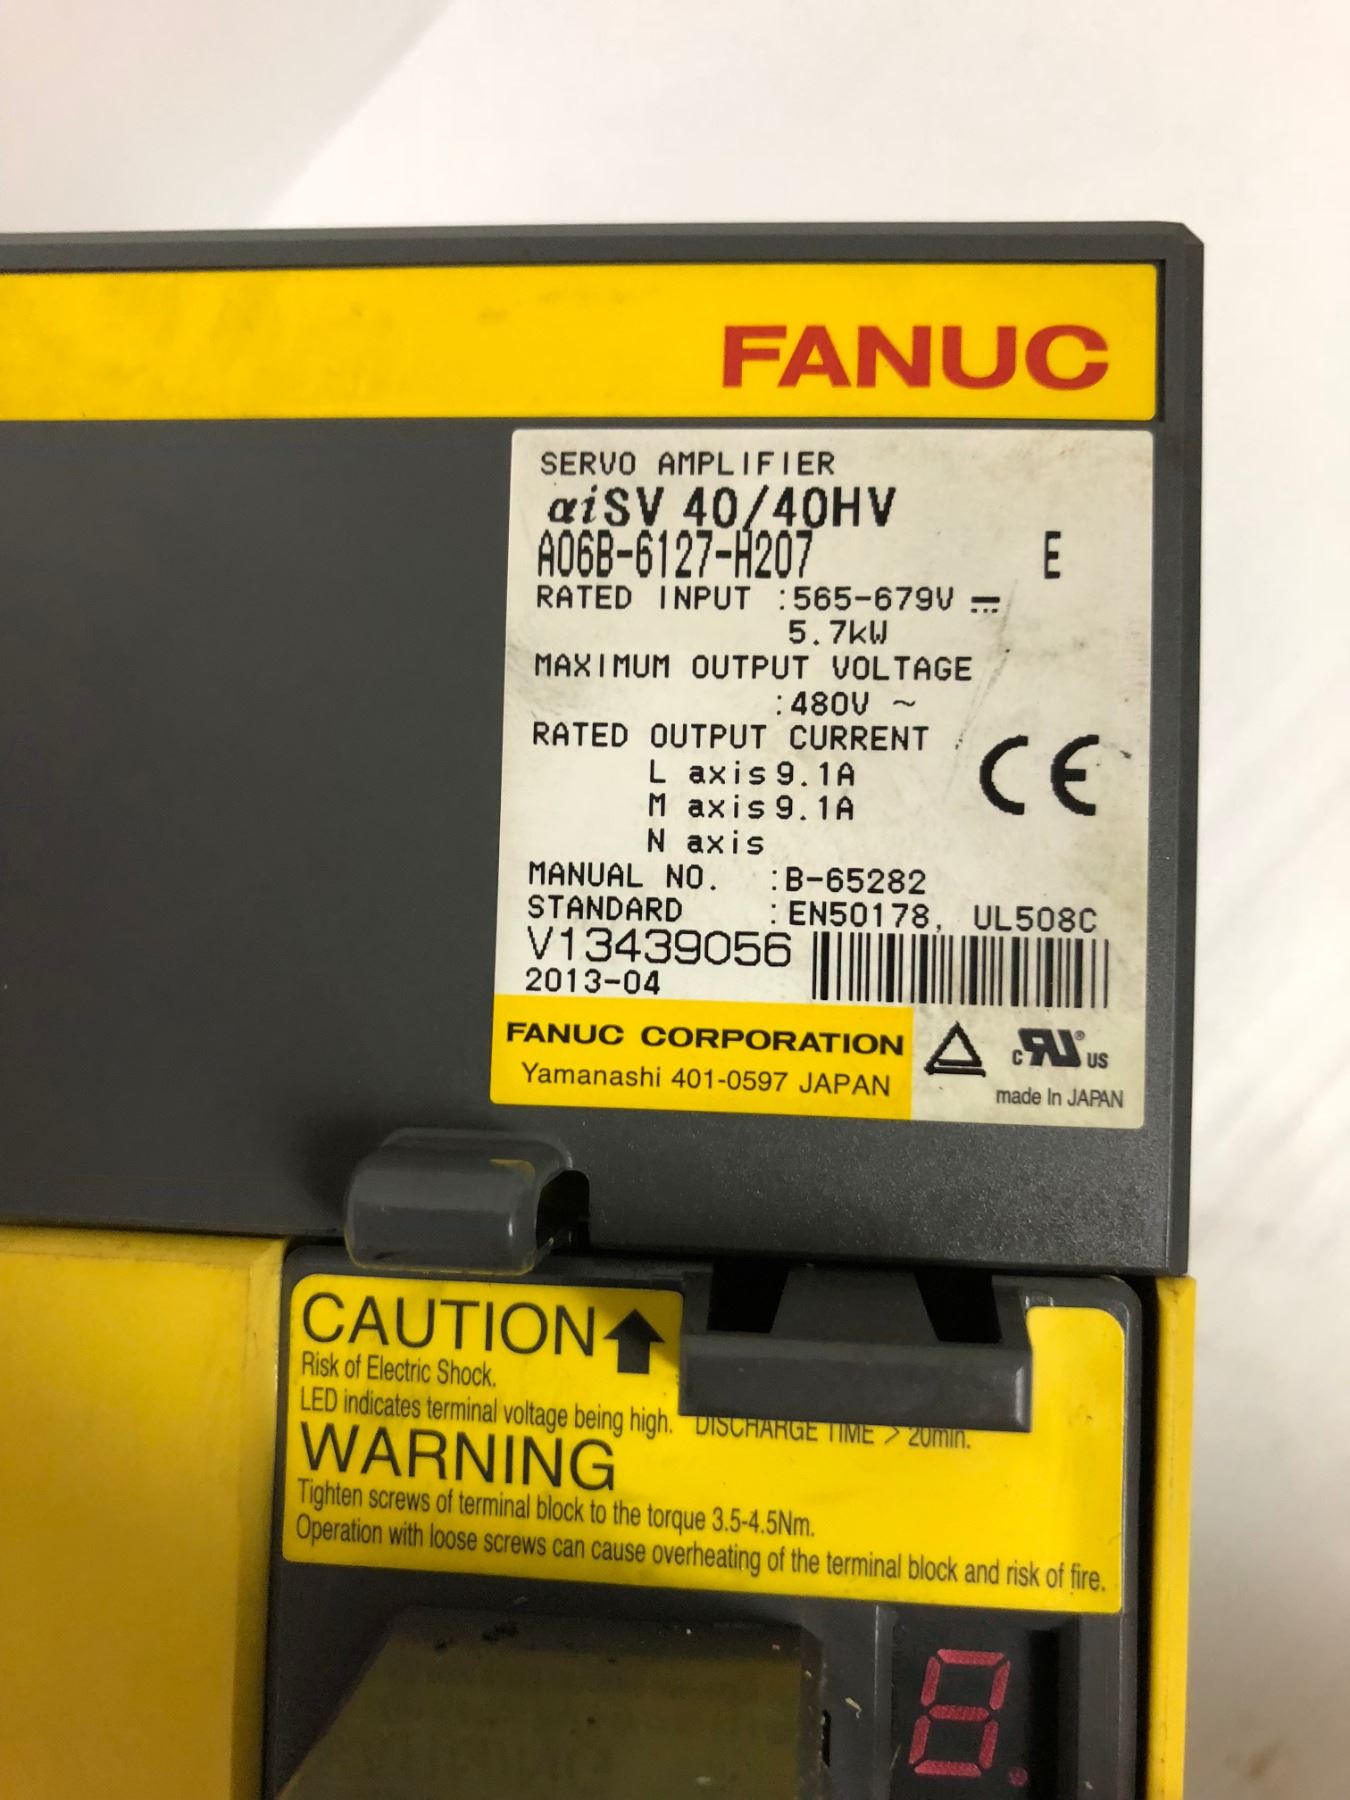 FANUC
SERVO AMPLIFIER
αiSV 40/40HV
A06B-6127-H207 E
RATED INPUT :565-679V ⎓
5.7kW
MAXIMUM OUTPUT VOLTAGE
:480V ~
RATED OUTPUT CURRENT
L axis 9.1A
M axis 9.1A
N axis
CE
MANUAL NO. :B-65282
STANDARD :EN50178, UL508C
V13439056
2013-04
FANUC CORPORATION
Yamanashi 401-0597 JAPAN
c RU ® US
made In JAPAN
CAUTION
Risk of Electric Shock.
LED indicates terminal voltage being high. DISCHARGE TIME > 20min.
WARNING
Tighten screws of terminal block to the torque 3.5-4.5Nm.
Operation with loose screws can cause overheating of the terminal block and risk of fire.
8.